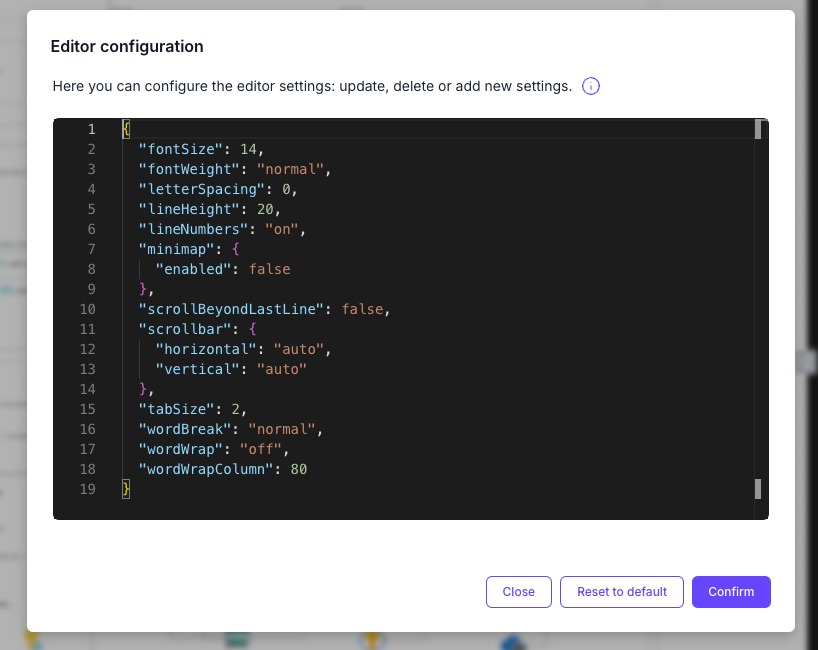 Editor configuration
Here you can configure the editor settings: update, delete or add new settings.
1 {
2 "fontSize": 14,
3 "fontWeight": "normal",
4 "letterSpacing": 0,
5 "lineHeight": 20,
6 "lineNumbers": "on",
7 "minimap": {
8 "enabled": false
9 },
10 "scrollBeyondLastLine": false,
11 "scrollbar": {
12 "horizontal": "auto",
13 "vertical": "auto"
14 },
15 "tabSize": 2,
16 "wordBreak": "normal",
17 "wordWrap": "off",
18 "wordWrapColumn": 80
19 }
Close Reset to default Confirm